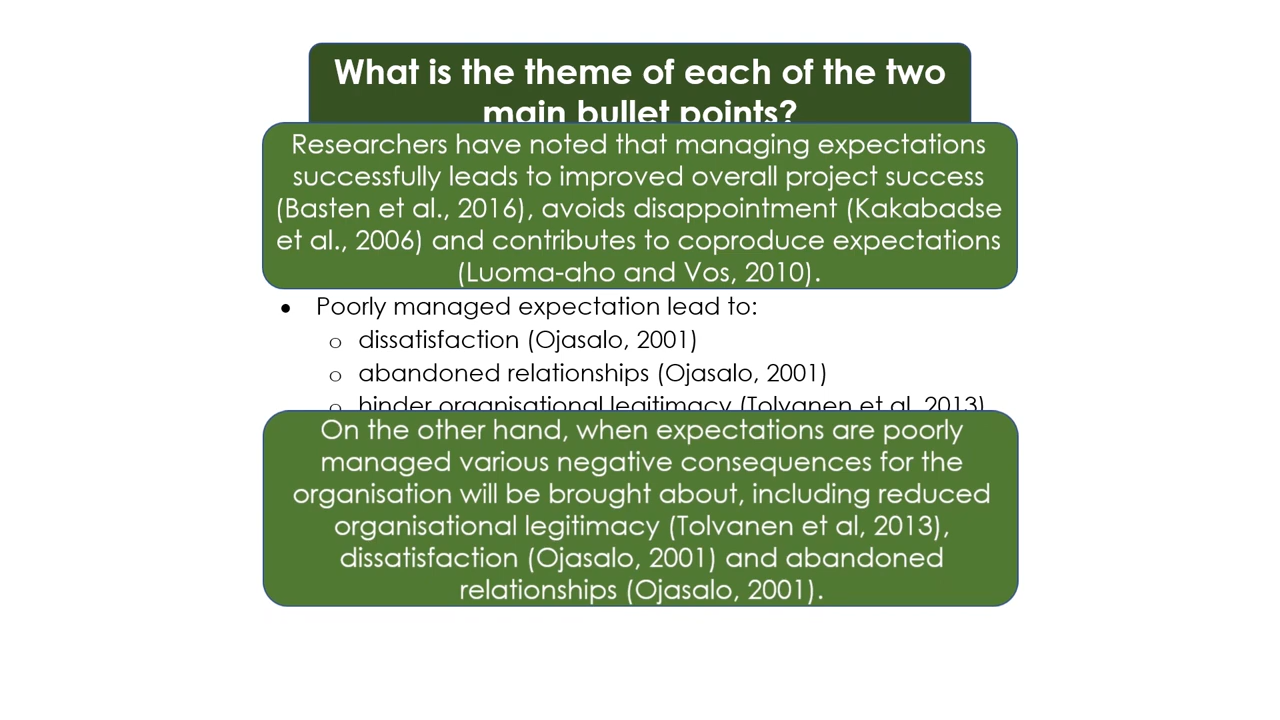 What is the theme of each of the two
main bullet points?
Researchers have noted that managing expectations
successfully leads to improved overall project success
(Basten et al., 2016), avoids disappointment (Kakabadse
et al., 2006) and contributes to coproduce expectations
(Luoma-aho and Vos, 2010).
• Poorly managed expectation lead to:
o dissatisfaction (Ojasalo, 2001)
o abandoned relationships (Ojasalo, 2001)
o hinder organisational legitimacy (Tolvanen et al, 2013)
On the other hand, when expectations are poorly
managed various negative consequences for the
organisation will be brought about, including reduced
organisational legitimacy (Tolvanen et al, 2013),
dissatisfaction (Ojasalo, 2001) and abandoned
relationships (Ojasalo, 2001).